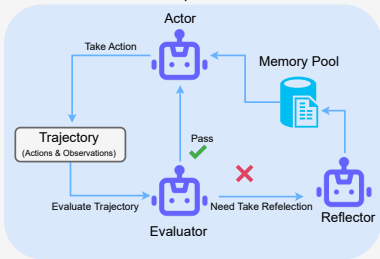 Actor
Take Action
Memory Pool
Trajectory
(Actions & Observations)
Pass
Evaluate Trajectory
Need Take Refelection
Evaluator
Reflector